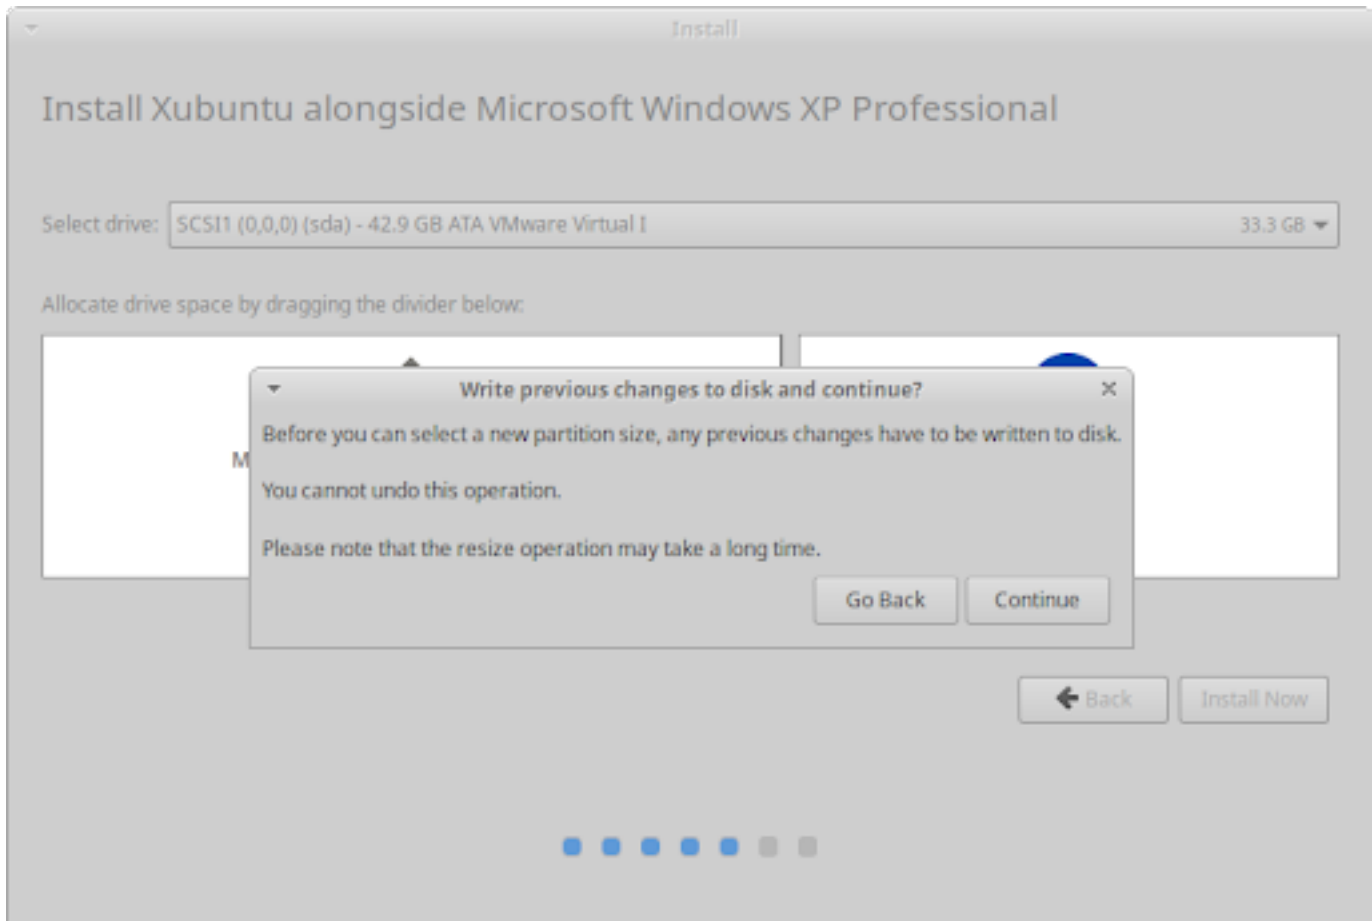 Install
Install Xubuntu alongside Microsoft Windows XP Professional
Select drive: SCSI1 (0,0,0) (sda) - 42.9 GB ATA VMware Virtual I 33.3 GB
Allocate drive space by dragging the divider below:
Write previous changes to disk and continue?
Before you can select a new partition size, any previous changes have to be written to disk.
M
You cannot undo this operation.
Please note that the resize operation may take a long time.
Go Back Continue
Back Install Now